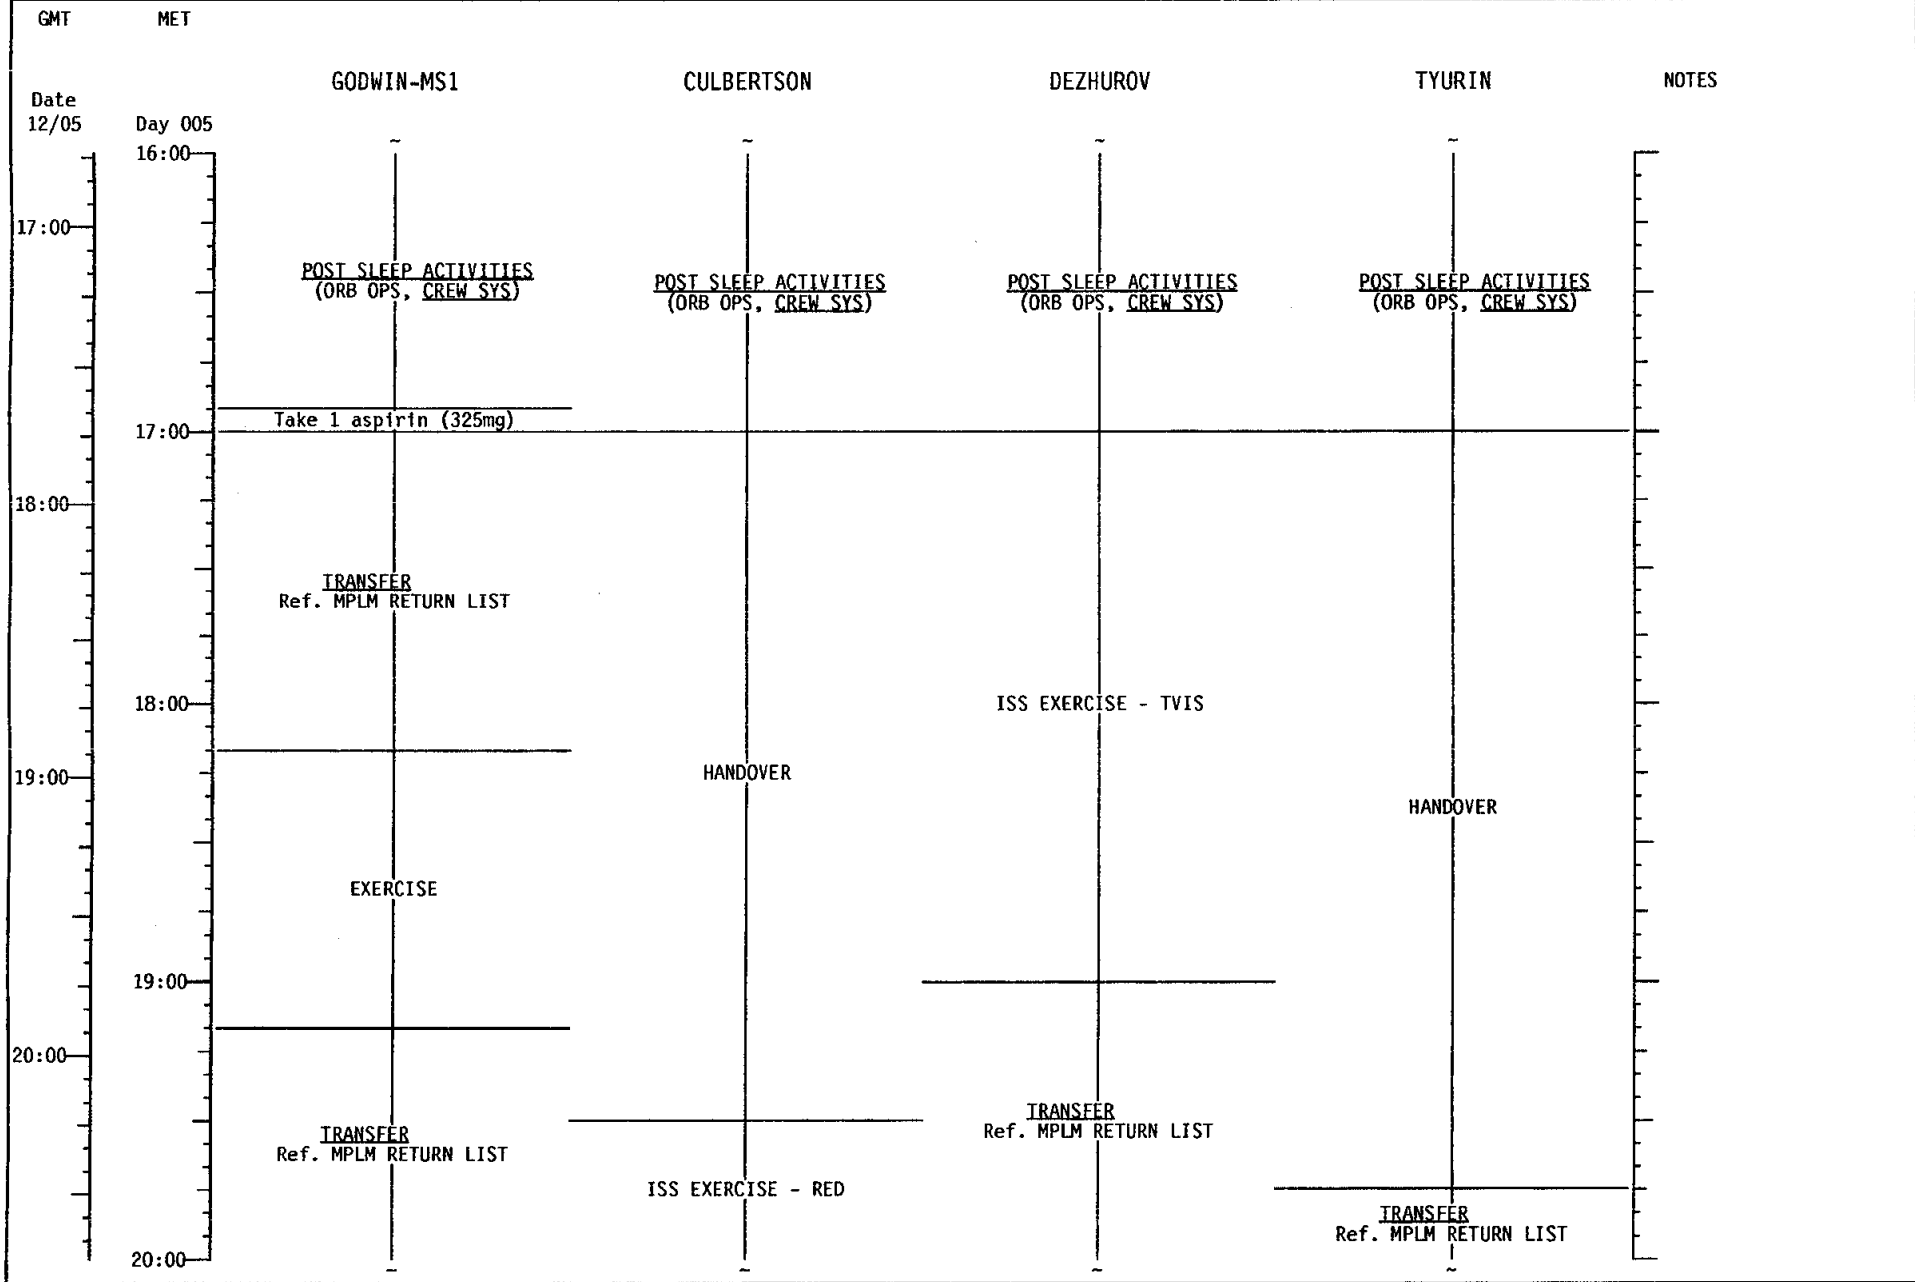 GMT MET
GODWIN-MS1 CULBERTSON DEZHUROV TYURIN NOTES
Date
12/05 Day 005
~ ~ ~ ~
16:00
17:00
POST SLEEP ACTIVITIES
(ORB OPS, CREW SYS)
POST SLEEP ACTIVITIES
(ORB OPS, CREW SYS)
POST SLEEP ACTIVITIES
(ORB OPS, CREW SYS)
POST SLEEP ACTIVITIES
(ORB OPS, CREW SYS)
Take 1 aspirin (325mg)
17:00
18:00
TRANSFER
Ref. MPLM RETURN LIST
18:00
ISS EXERCISE - TVIS
19:00
HANDOVER
HANDOVER
EXERCISE
19:00
20:00
TRANSFER
Ref. MPLM RETURN LIST
TRANSFER
Ref. MPLM RETURN LIST
ISS EXERCISE - RED
TRANSFER
Ref. MPLM RETURN LIST
20:00
~ ~ ~ ~